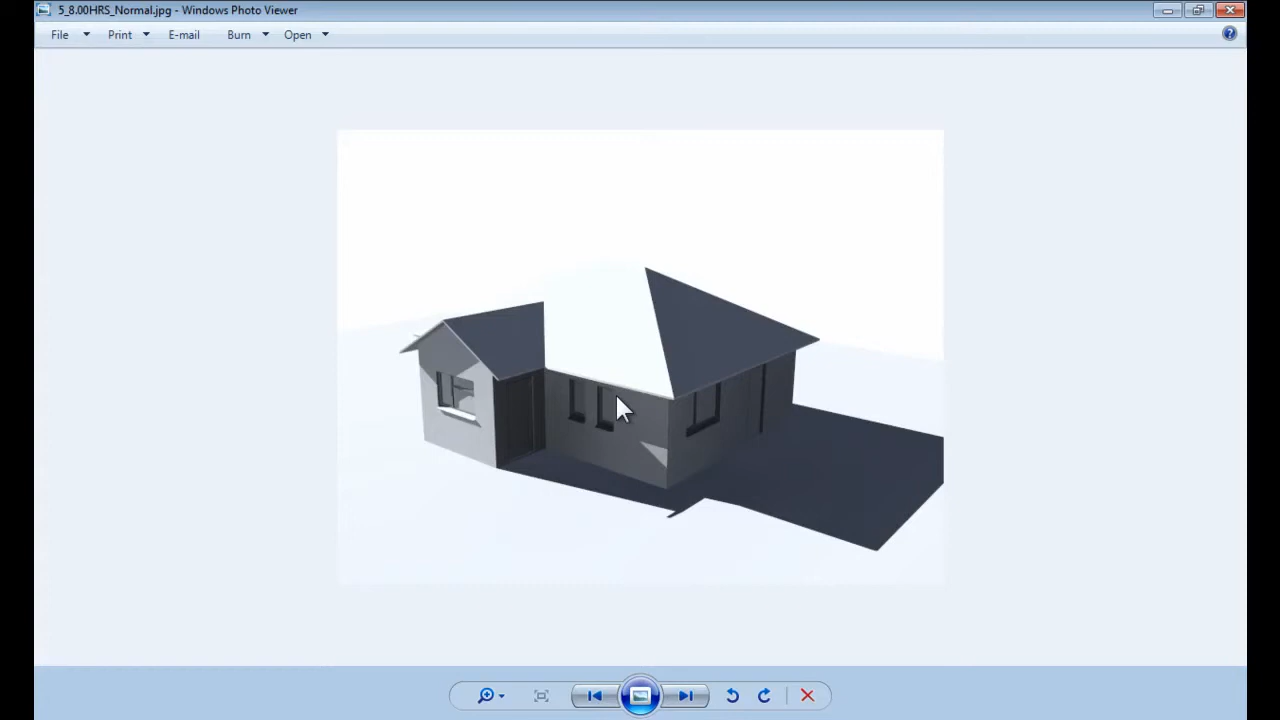 5_8.00HRS_Normal.jpg - Windows Photo Viewer
File Print E-mail Burn Open ?